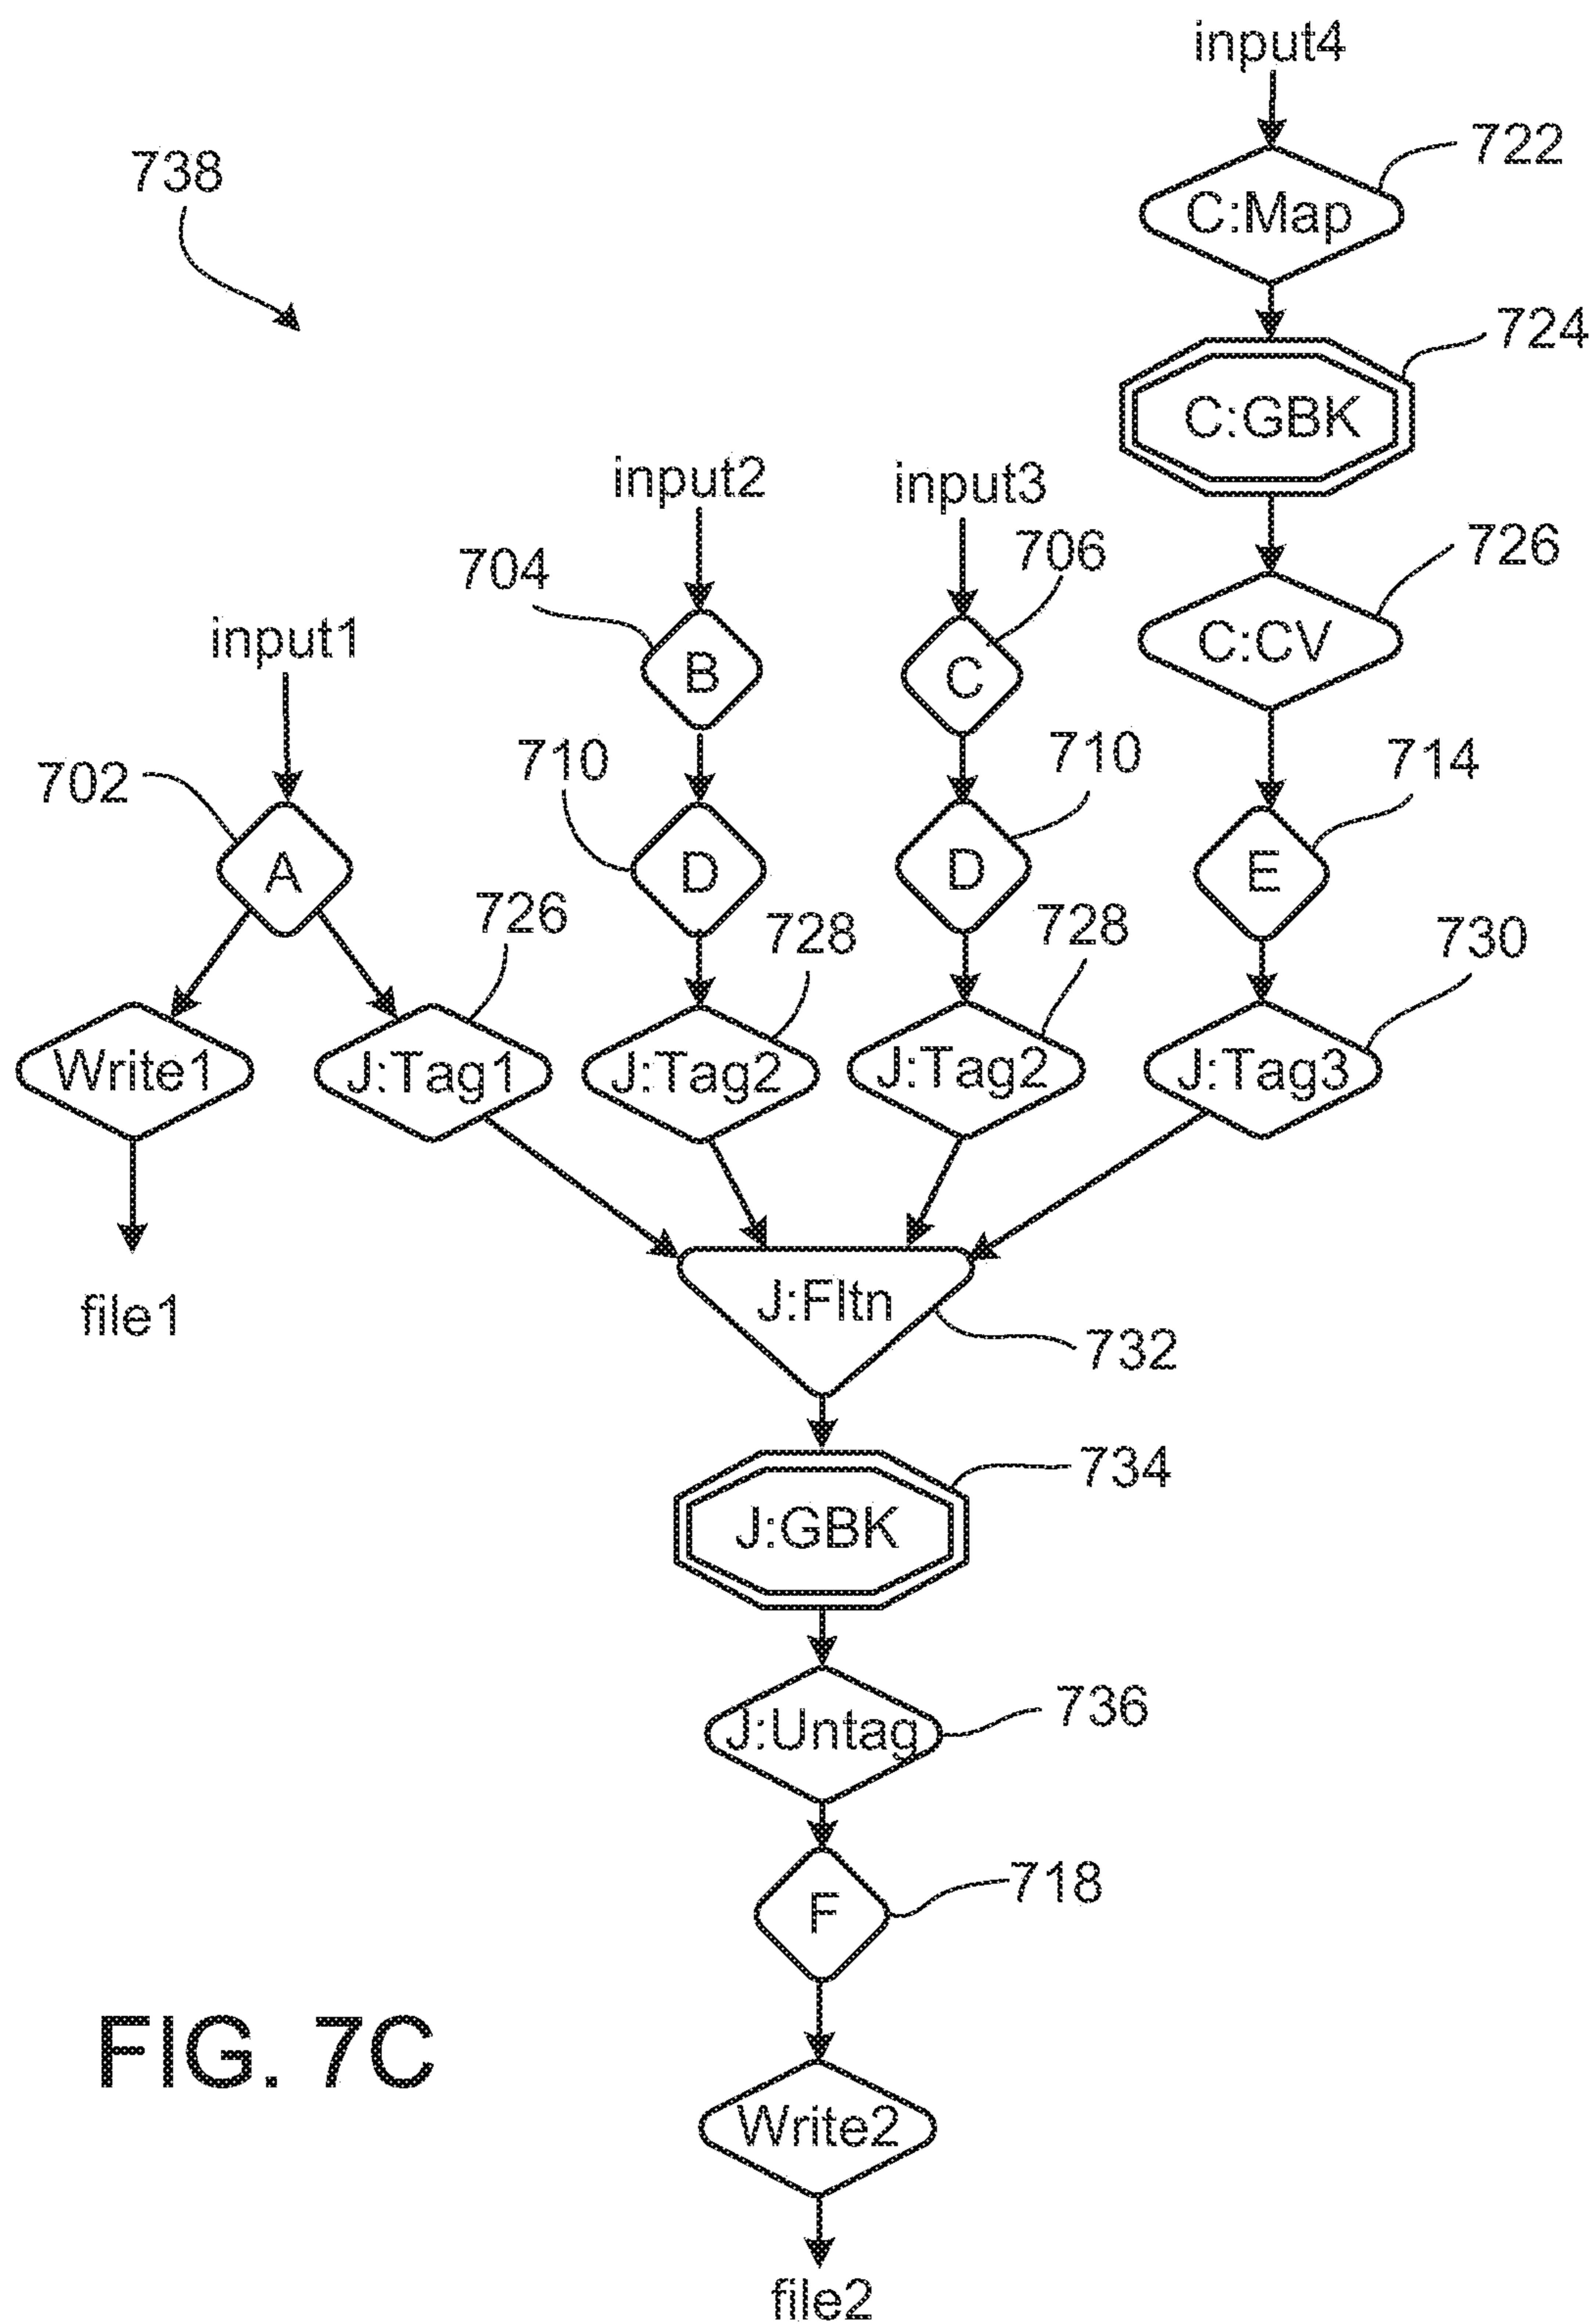 input4
722
738
C:Map
724
C:GBK
input2
input3
706
726
704
input1
C:CV
B
C
710
710
714
702
A
D
D
E
726
728
728
730
Write1
J:Tag1
J:Tag2
J:Tag2
J:Tag3
file1
J:Fltn
732
734
J:GBK
736
J:Untag
718
F
FIG. 7C
Write2
file2